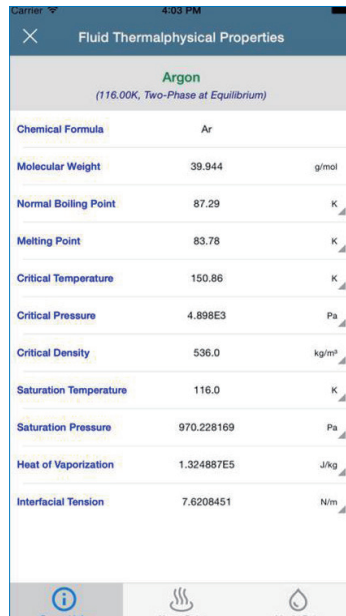 Carrier 4:03 PM
Fluid Thermalphysical Properties
Argon
(116.00K, Two-Phase at Equilibrium)
Chemical Formula Ar
Molecular Weight 39.944 g/mol
Normal Boiling Point 87.29 K
Melting Point 83.78 K
Critical Temperature 150.86 K
Critical Pressure 4.898E3 Pa
Critical Density 536.0 kg/m³
Saturation Temperature 116.0 K
Saturation Pressure 970.228169 Pa
Heat of Vaporization 1.324887E5 J/kg
Interfacial Tension 7.6208451 N/m